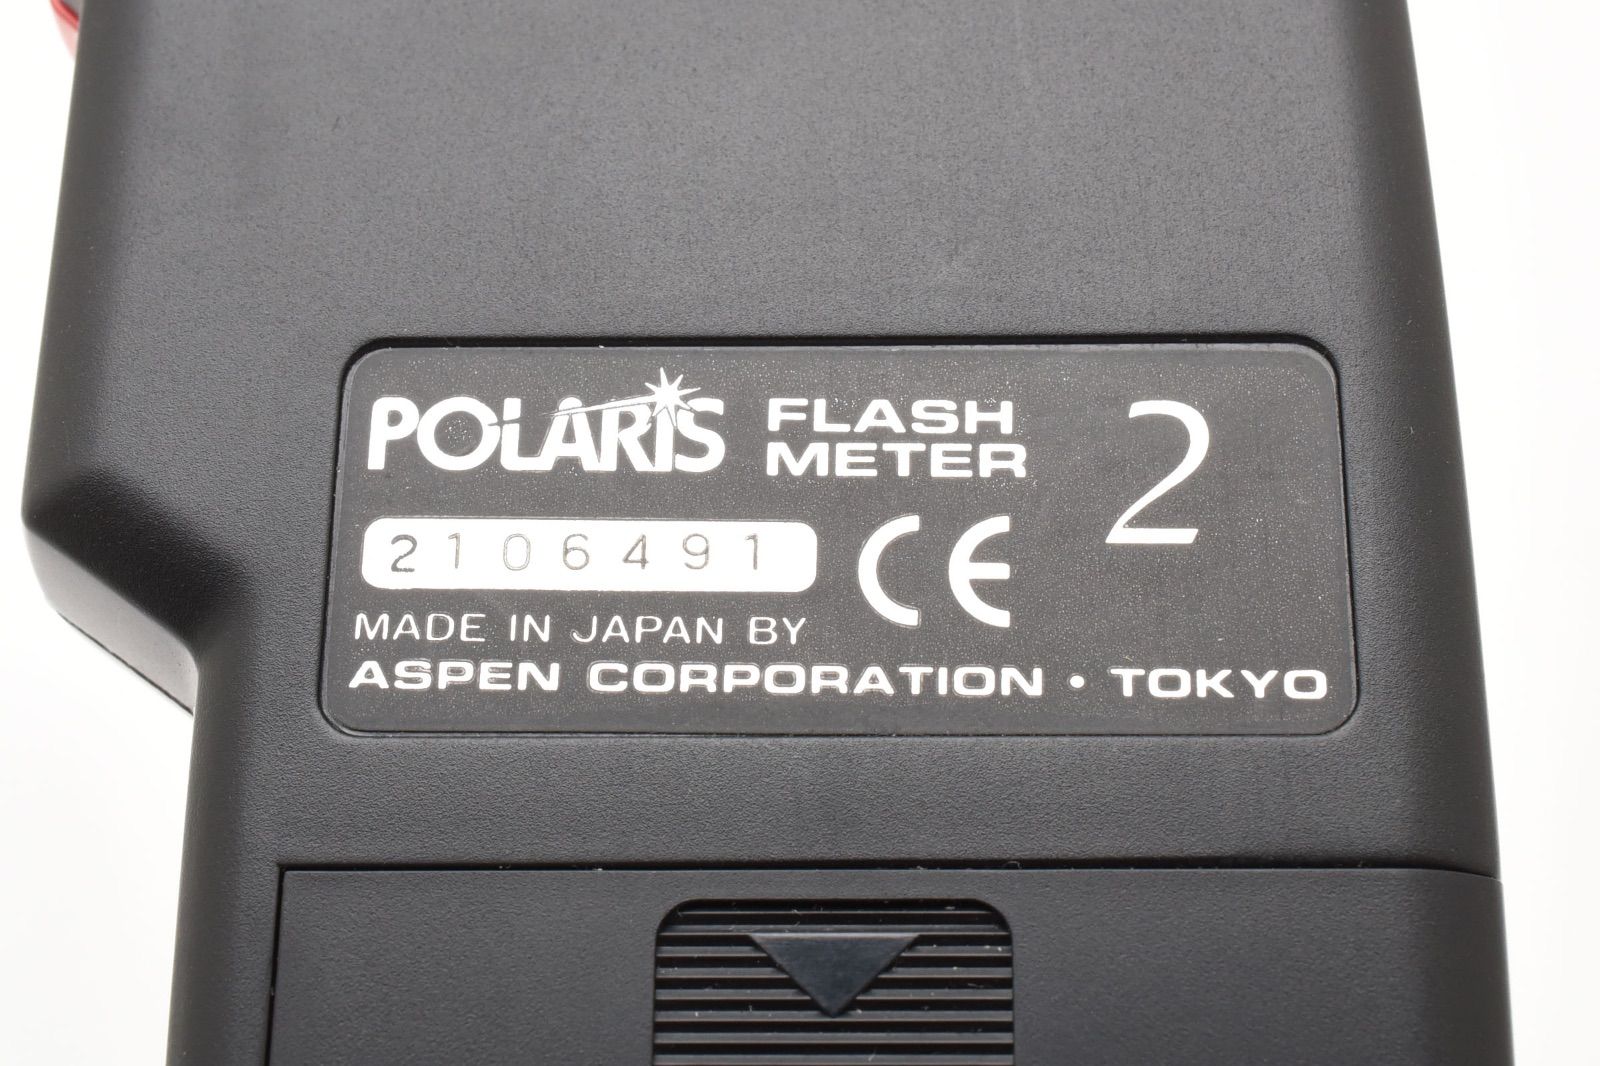 POLARIS FLASH METER 2
2106491 CE
MADE IN JAPAN BY
ASPEN CORPORATION • TOKYO